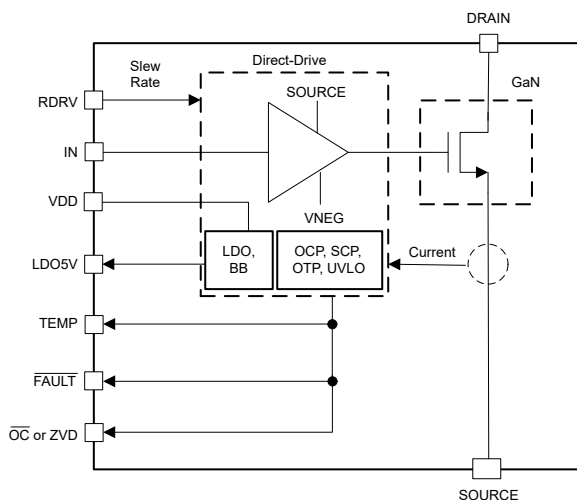 DRAIN
Slew
Rate
Direct-Drive
GaN
RDRV
SOURCE
IN
VDD
VNEG
LDO,
BB
OCP, SCP,
OTP, UVLO
Current
LDO5V
TEMP
FAULT
OC or ZVD
SOURCE